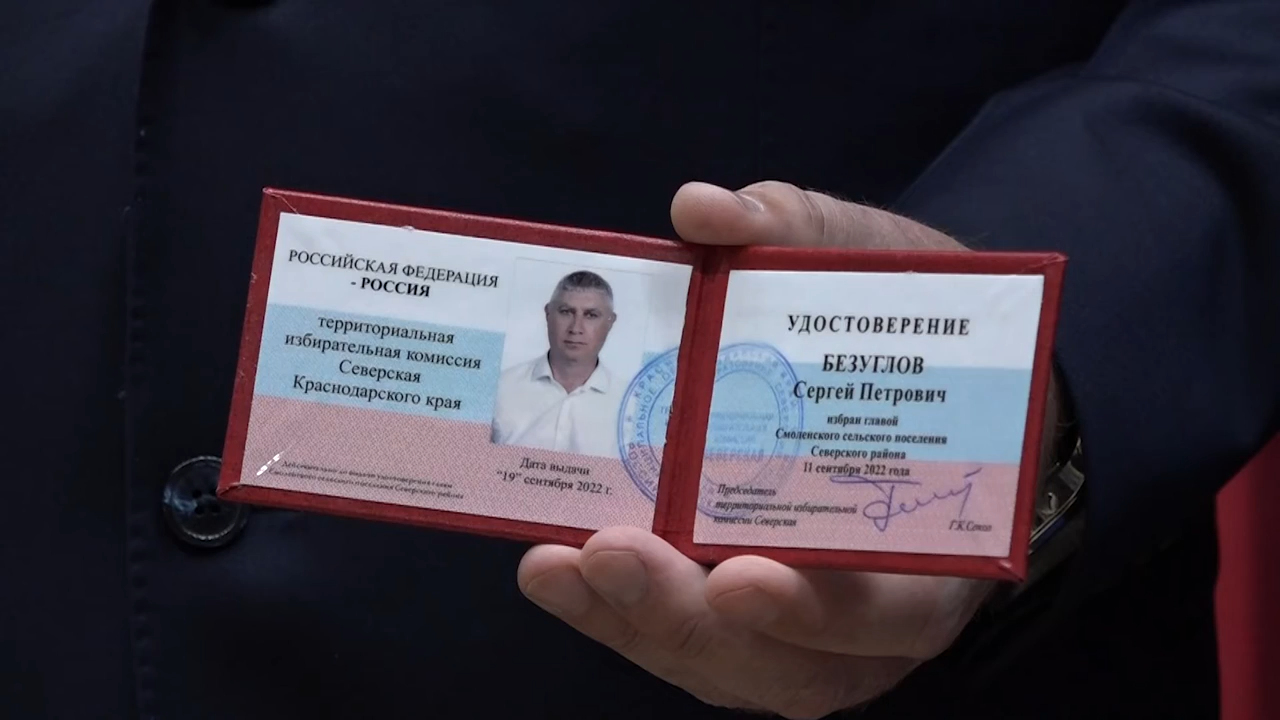 РОССИЙСКАЯ ФЕДЕРАЦИЯ
- РОССИЯ
территориальная
избирательная комиссия
Северская
Краснодарского края
Дата выдачи
"19" сентября 2022 г.
УДОСТОВЕРЕНИЕ
БЕЗУГЛОВ
Сергей Петрович
избран главой
Смоленского сельского поселения
Северского района
11 сентября 2022 года
Председатель
территориальной избирательной
комиссии Северская
Г.К.Сокол